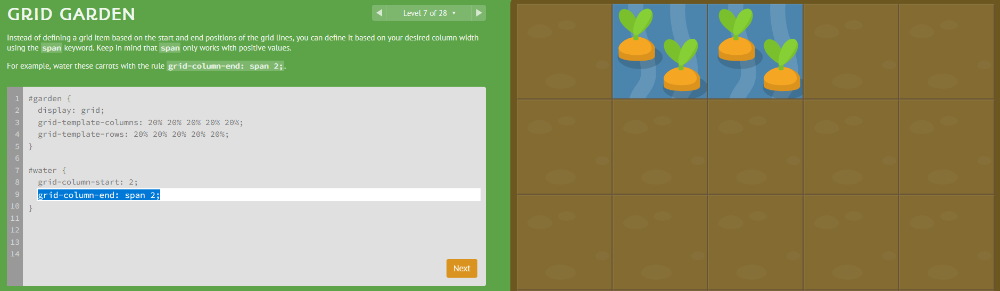 GRID GARDEN
◀ Level 7 of 28 ▼ ▶
Instead of defining a grid item based on the start and end positions of the grid lines, you can define it based on your desired column width
using the span keyword. Keep in mind that span only works with positive values.
For example, water these carrots with the rule grid-column-end: span 2;.
1 #garden {
2   display: grid;
3   grid-template-columns: 20% 20% 20% 20% 20%;
4   grid-template-rows: 20% 20% 20% 20% 20%;
5 }
6
7 #water {
8   grid-column-start: 2;
9   grid-column-end: span 2;
10 }
11
12
13
14
Next